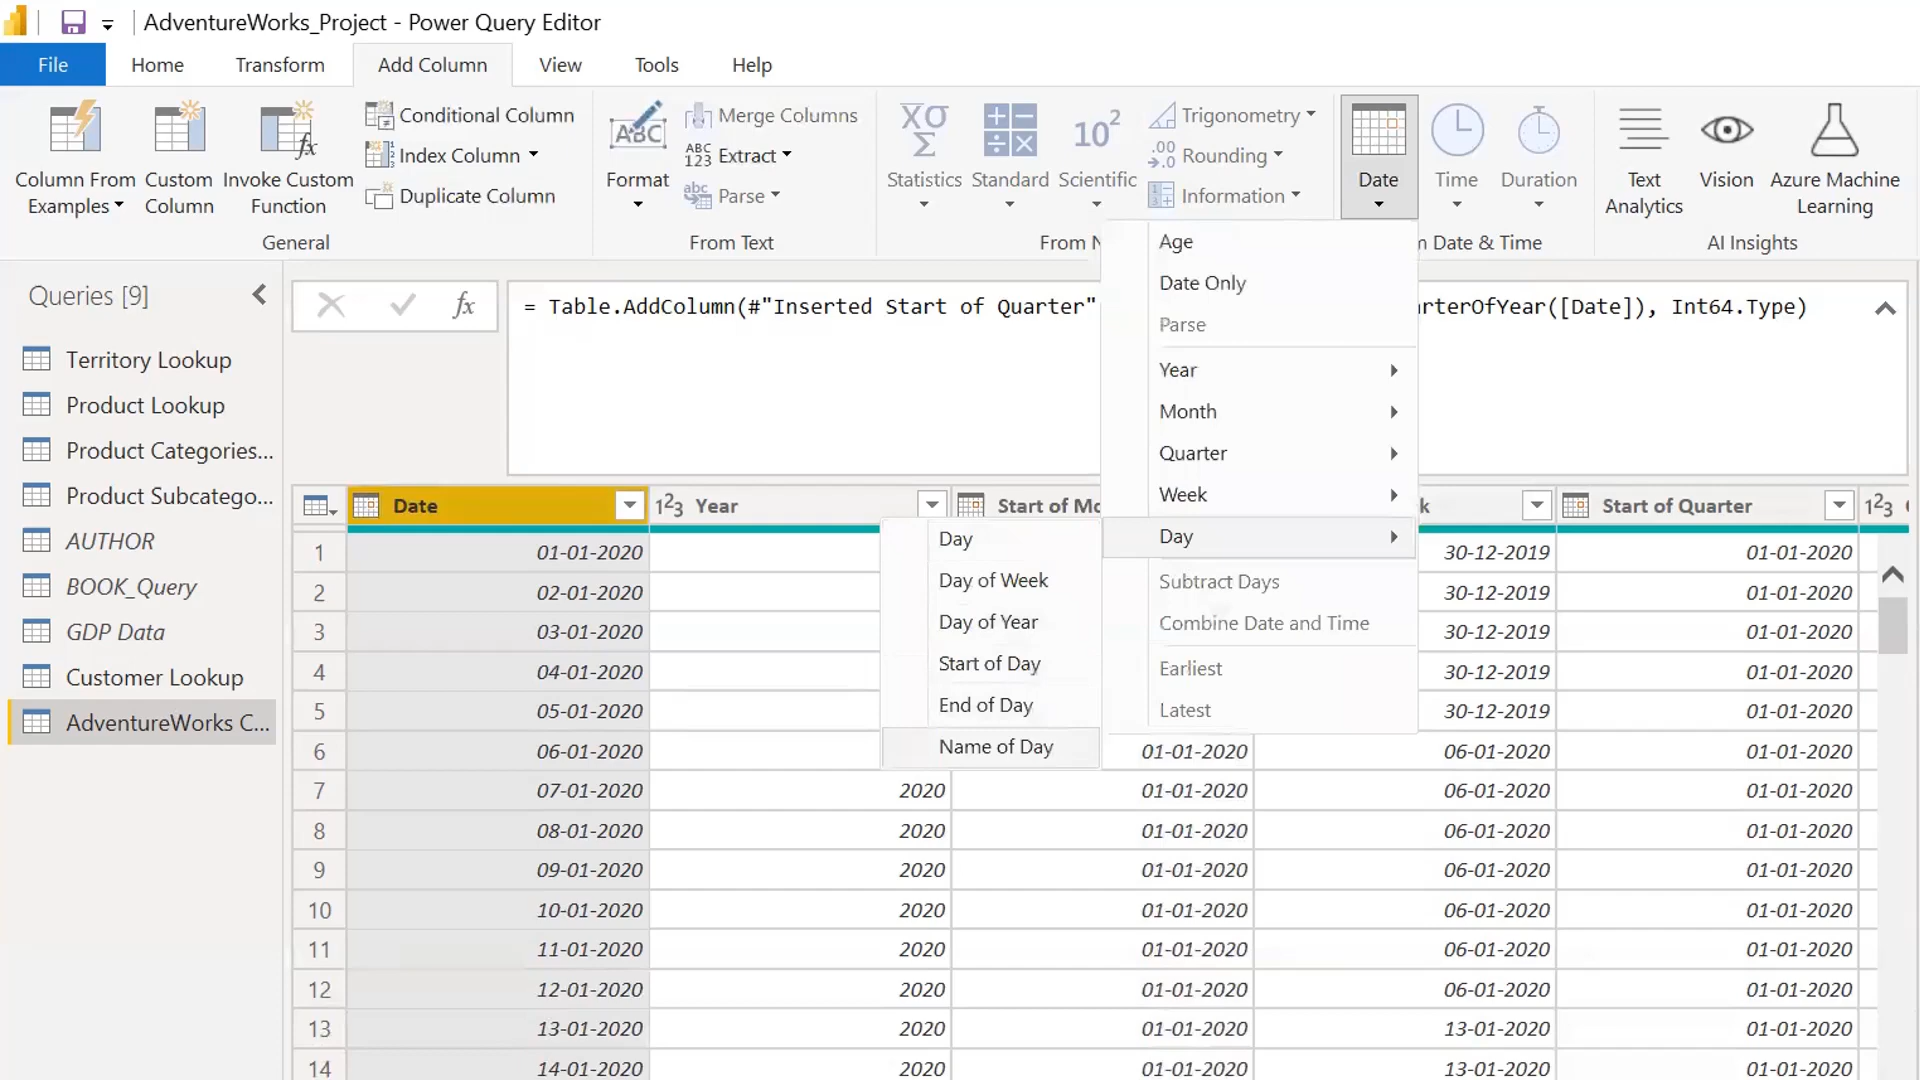 AdventureWorks_Project - Power Query Editor
File Home Transform Add Column View Tools Help
Column From Examples
Custom Column
Invoke Custom Function
Conditional Column
Index Column
Duplicate Column
General
Format
Merge Columns
Extract
Parse
From Text
Statistics
Standard
Scientific
Trigonometry
Rounding
Information
From N
Date
Time
Duration
m Date & Time
Text Analytics
Vision
Azure Machine Learning
AI Insights
Queries [9]
Territory Lookup
Product Lookup
Product Categories...
Product Subcatego...
AUTHOR
BOOK_Query
GDP Data
Customer Lookup
AdventureWorks C...
fx
= Table.AddColumn(#"Inserted Start of Quarter"
rterOfYear([Date]), Int64.Type)
Age
Date Only
Parse
Year
Month
Quarter
Week
Day
Subtract Days
Combine Date and Time
Earliest
Latest
Day
Day of Week
Day of Year
Start of Day
End of Day
Name of Day
Date 123 Year Start of Mo k Start of Quarter 123
1 01-01-2020 30-12-2019 01-01-2020
2 02-01-2020 30-12-2019 01-01-2020
3 03-01-2020 30-12-2019 01-01-2020
4 04-01-2020 30-12-2019 01-01-2020
5 05-01-2020 30-12-2019 01-01-2020
6 06-01-2020 01-01-2020 06-01-2020 01-01-2020
7 07-01-2020 2020 01-01-2020 06-01-2020 01-01-2020
8 08-01-2020 2020 01-01-2020 06-01-2020 01-01-2020
9 09-01-2020 2020 01-01-2020 06-01-2020 01-01-2020
10 10-01-2020 2020 01-01-2020 06-01-2020 01-01-2020
11 11-01-2020 2020 01-01-2020 06-01-2020 01-01-2020
12 12-01-2020 2020 01-01-2020 06-01-2020 01-01-2020
13 13-01-2020 2020 01-01-2020 13-01-2020 01-01-2020
14 14-01-2020 2020 01-01-2020 13-01-2020 01-01-2020